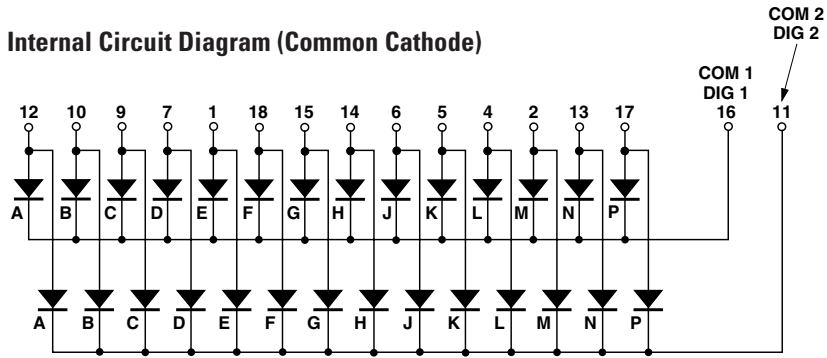 COM 2
DIG 2
Internal Circuit Diagram (Common Cathode)
COM 1
DIG 1
12 10 9 7 1 18 15 14 6 5 4 2 13 17 16 11
A B C D E F G H J K L M N P
A B C D E F G H J K L M N P